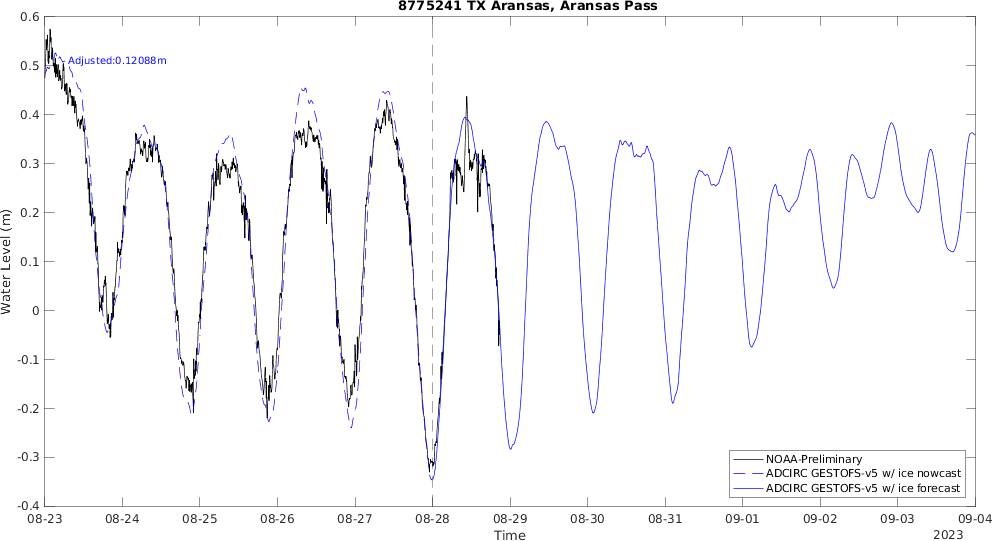 8775241 TX Aransas, Aransas Pass
0.6
0.5
0.4
0.3
0.2
0.1
0
-0.1
-0.2
-0.3
-0.4
Water Level (m)
Adjusted:0.12088m
NOAA-Preliminary
ADCIRC GESTOFS-v5 w/ ice nowcast
ADCIRC GESTOFS-v5 w/ ice forecast
08-23 08-24 08-25 08-26 08-27 08-28 08-29 08-30 08-31 09-01 09-02 09-03 09-04
Time
2023